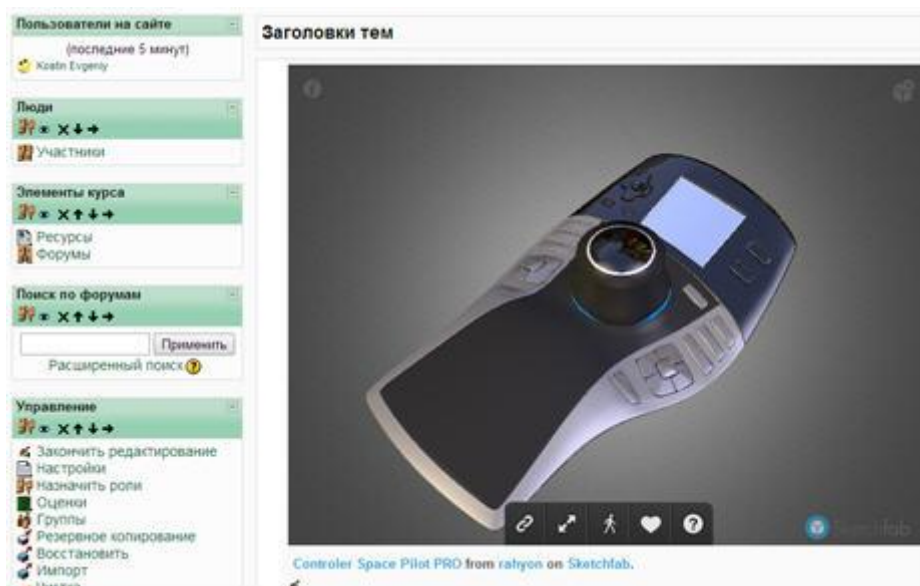 Пользователи на сайте
(последние 5 минут)
Kostin Evgeniy
Люди
Участники
Элементы курса
Ресурсы
Форумы
Поиск по форумам
Применить
Расширенный поиск
Управление
Закончить редактирование
Настройки
Назначить роли
Оценки
Группы
Резервное копирование
Восстановить
Импорт
Заголовки тем
Sketchfab
Controler Space Pilot PRO from rahyon on Sketchfab.